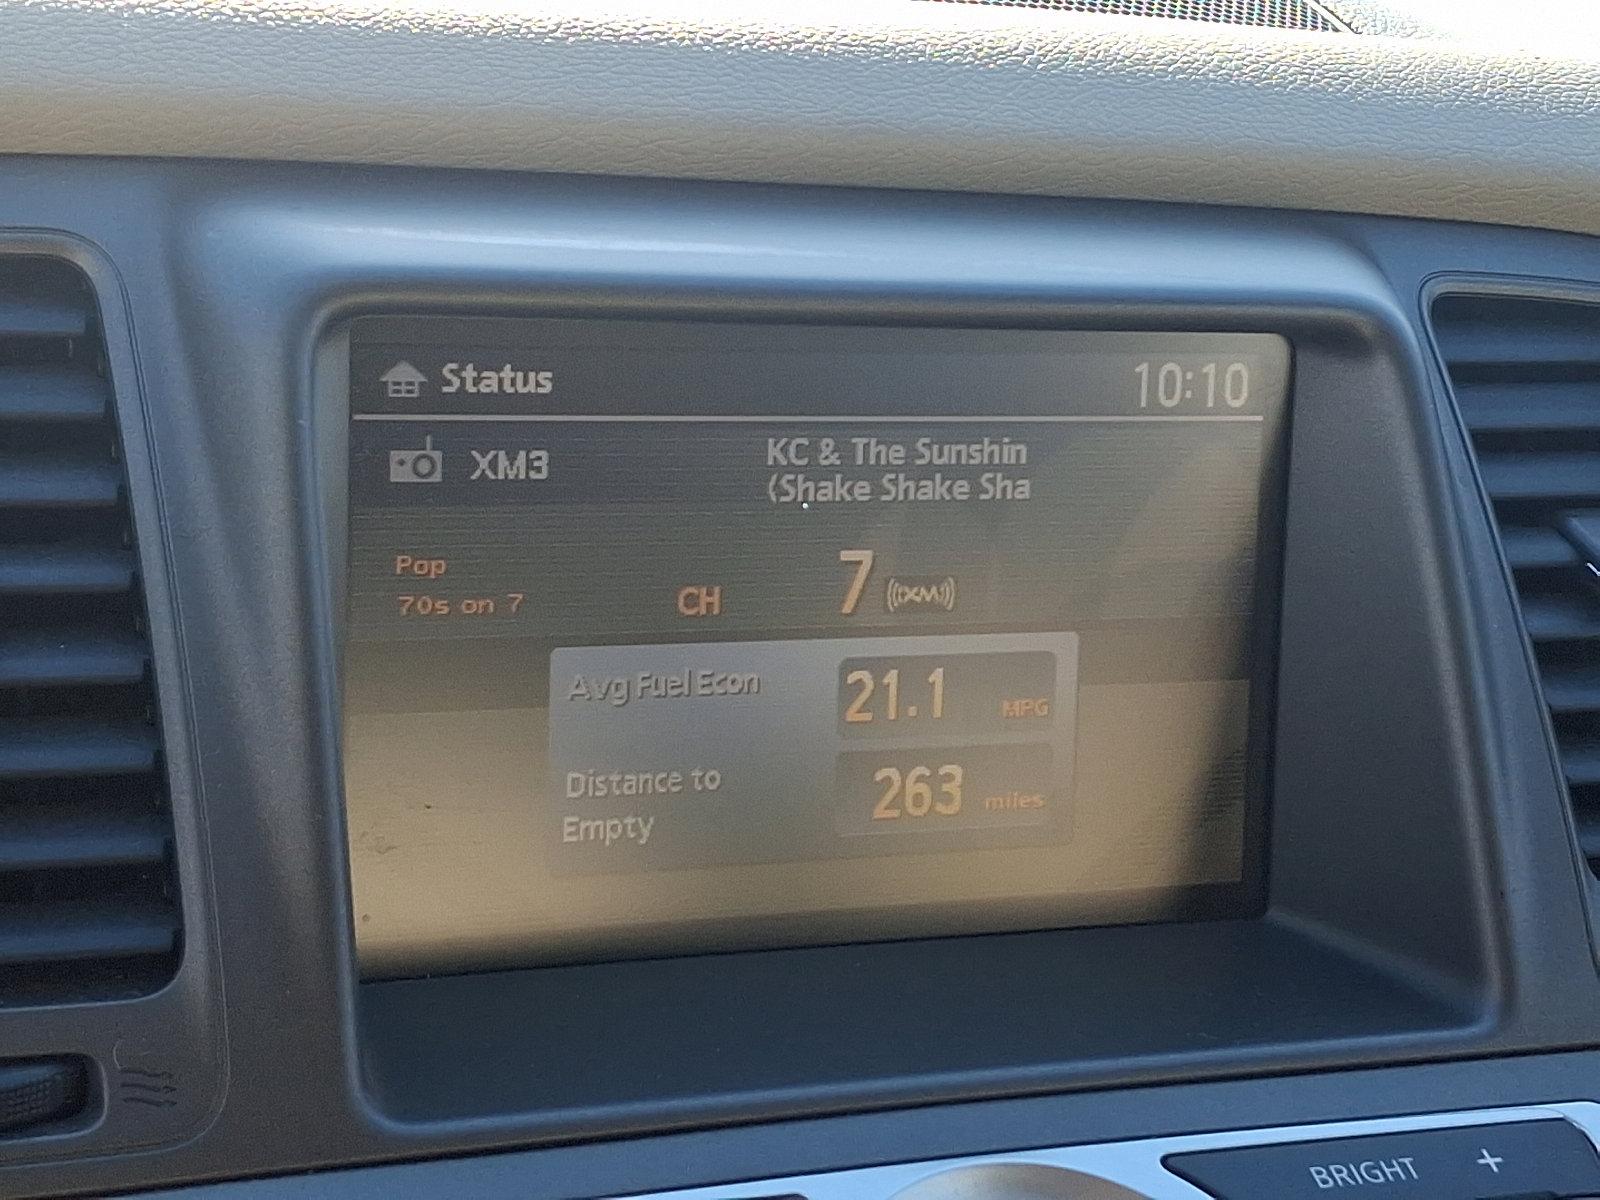 Status 10:10
XM3 KC & The Sunshin
(Shake Shake Sha
Pop
70s on 7 CH 7 ((XM))
Avg Fuel Econ 21.1 MPG
Distance to
Empty 263 miles
BRIGHT +